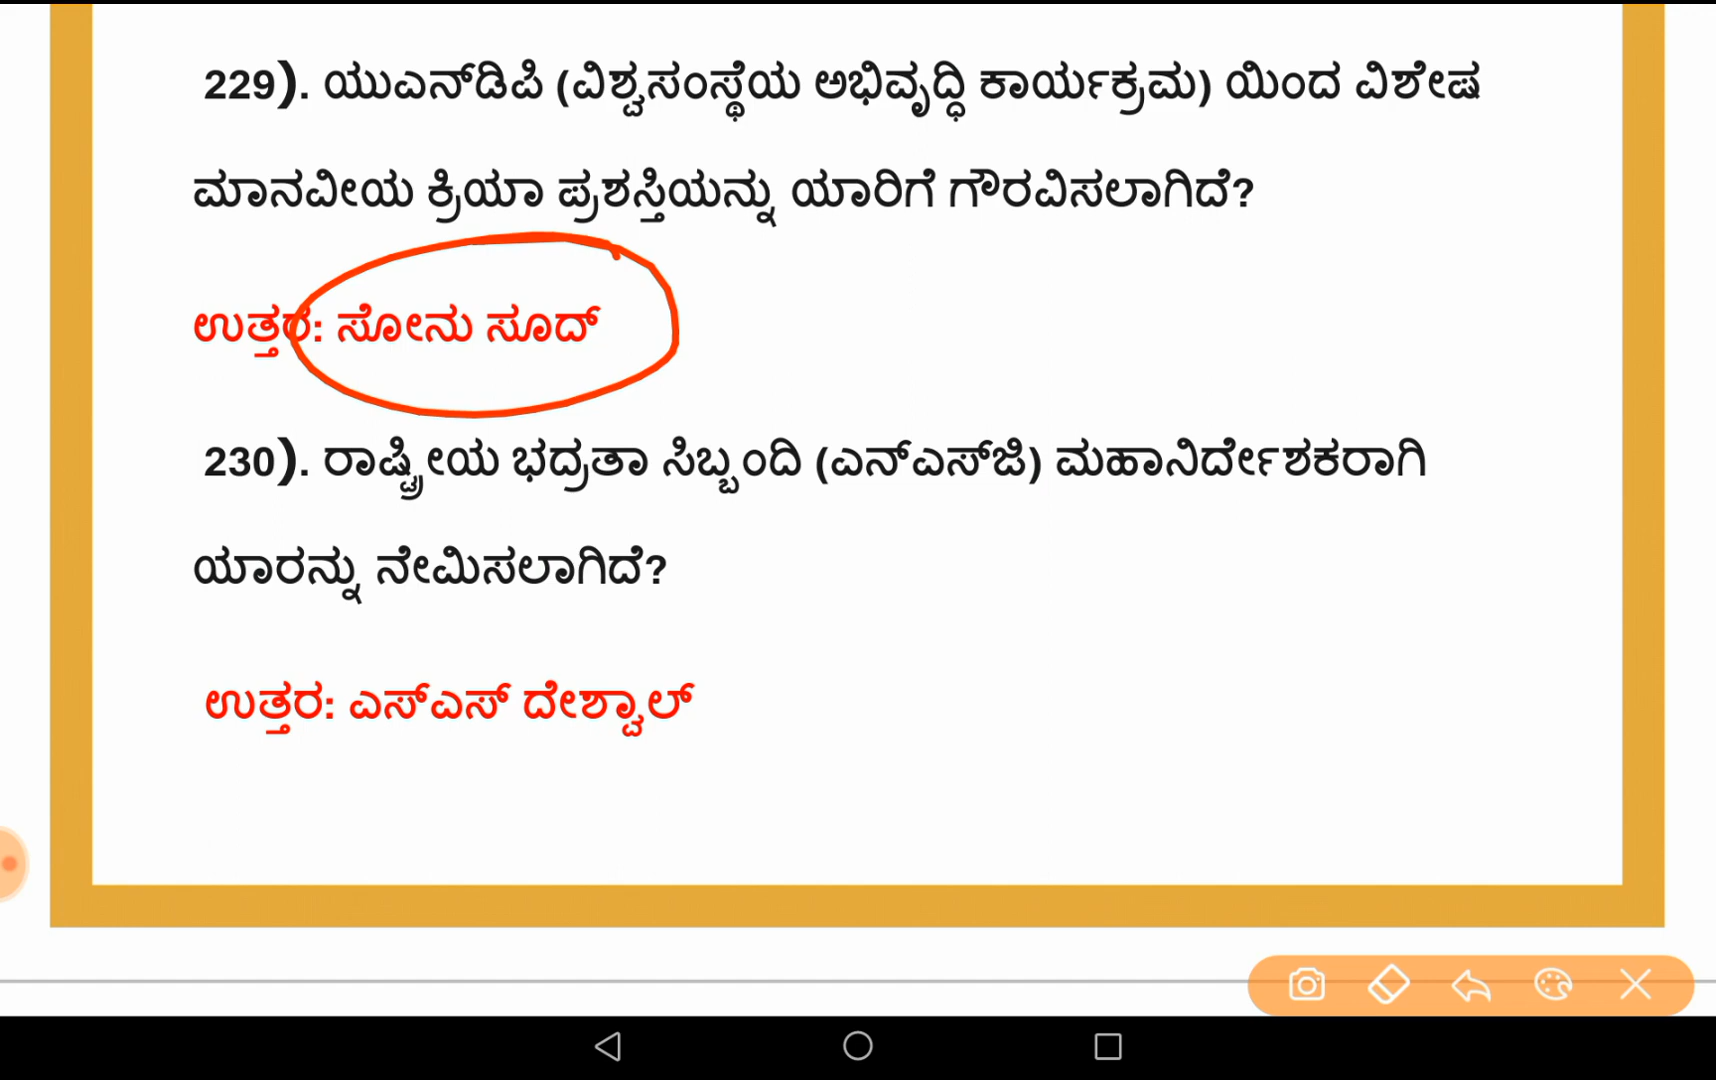 229). ಯುಎನ್‌ಡಿಪಿ (ವಿಶ್ವಸಂಸ್ಥೆಯ ಅಭಿವೃದ್ಧಿ ಕಾರ್ಯಕ್ರಮ) ಯಿಂದ ವಿಶೇಷ
ಮಾನವೀಯ ಕ್ರಿಯಾ ಪ್ರಶಸ್ತಿಯನ್ನು ಯಾರಿಗೆ ಗೌರವಿಸಲಾಗಿದೆ?
ಉತ್ತರ: ಸೋನು ಸೂದ್
230). ರಾಷ್ಟ್ರೀಯ ಭದ್ರತಾ ಸಿಬ್ಬಂದಿ (ಎನ್‌ಎಸ್‌ಜಿ) ಮಹಾನಿರ್ದೇಶಕರಾಗಿ
ಯಾರನ್ನು ನೇಮಿಸಲಾಗಿದೆ?
ಉತ್ತರ: ಎಸ್‌ಎಸ್ ದೇಶ್ವಾಲ್